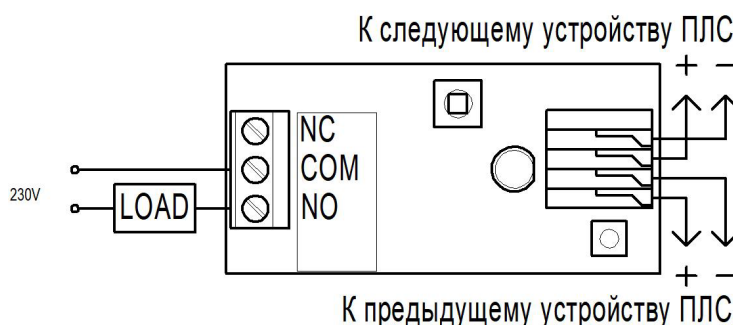 К следующему устройству ПЛС
+ −
NC
COM
230V
LOAD
NO
+ −
К предыдущему устройству ПЛС